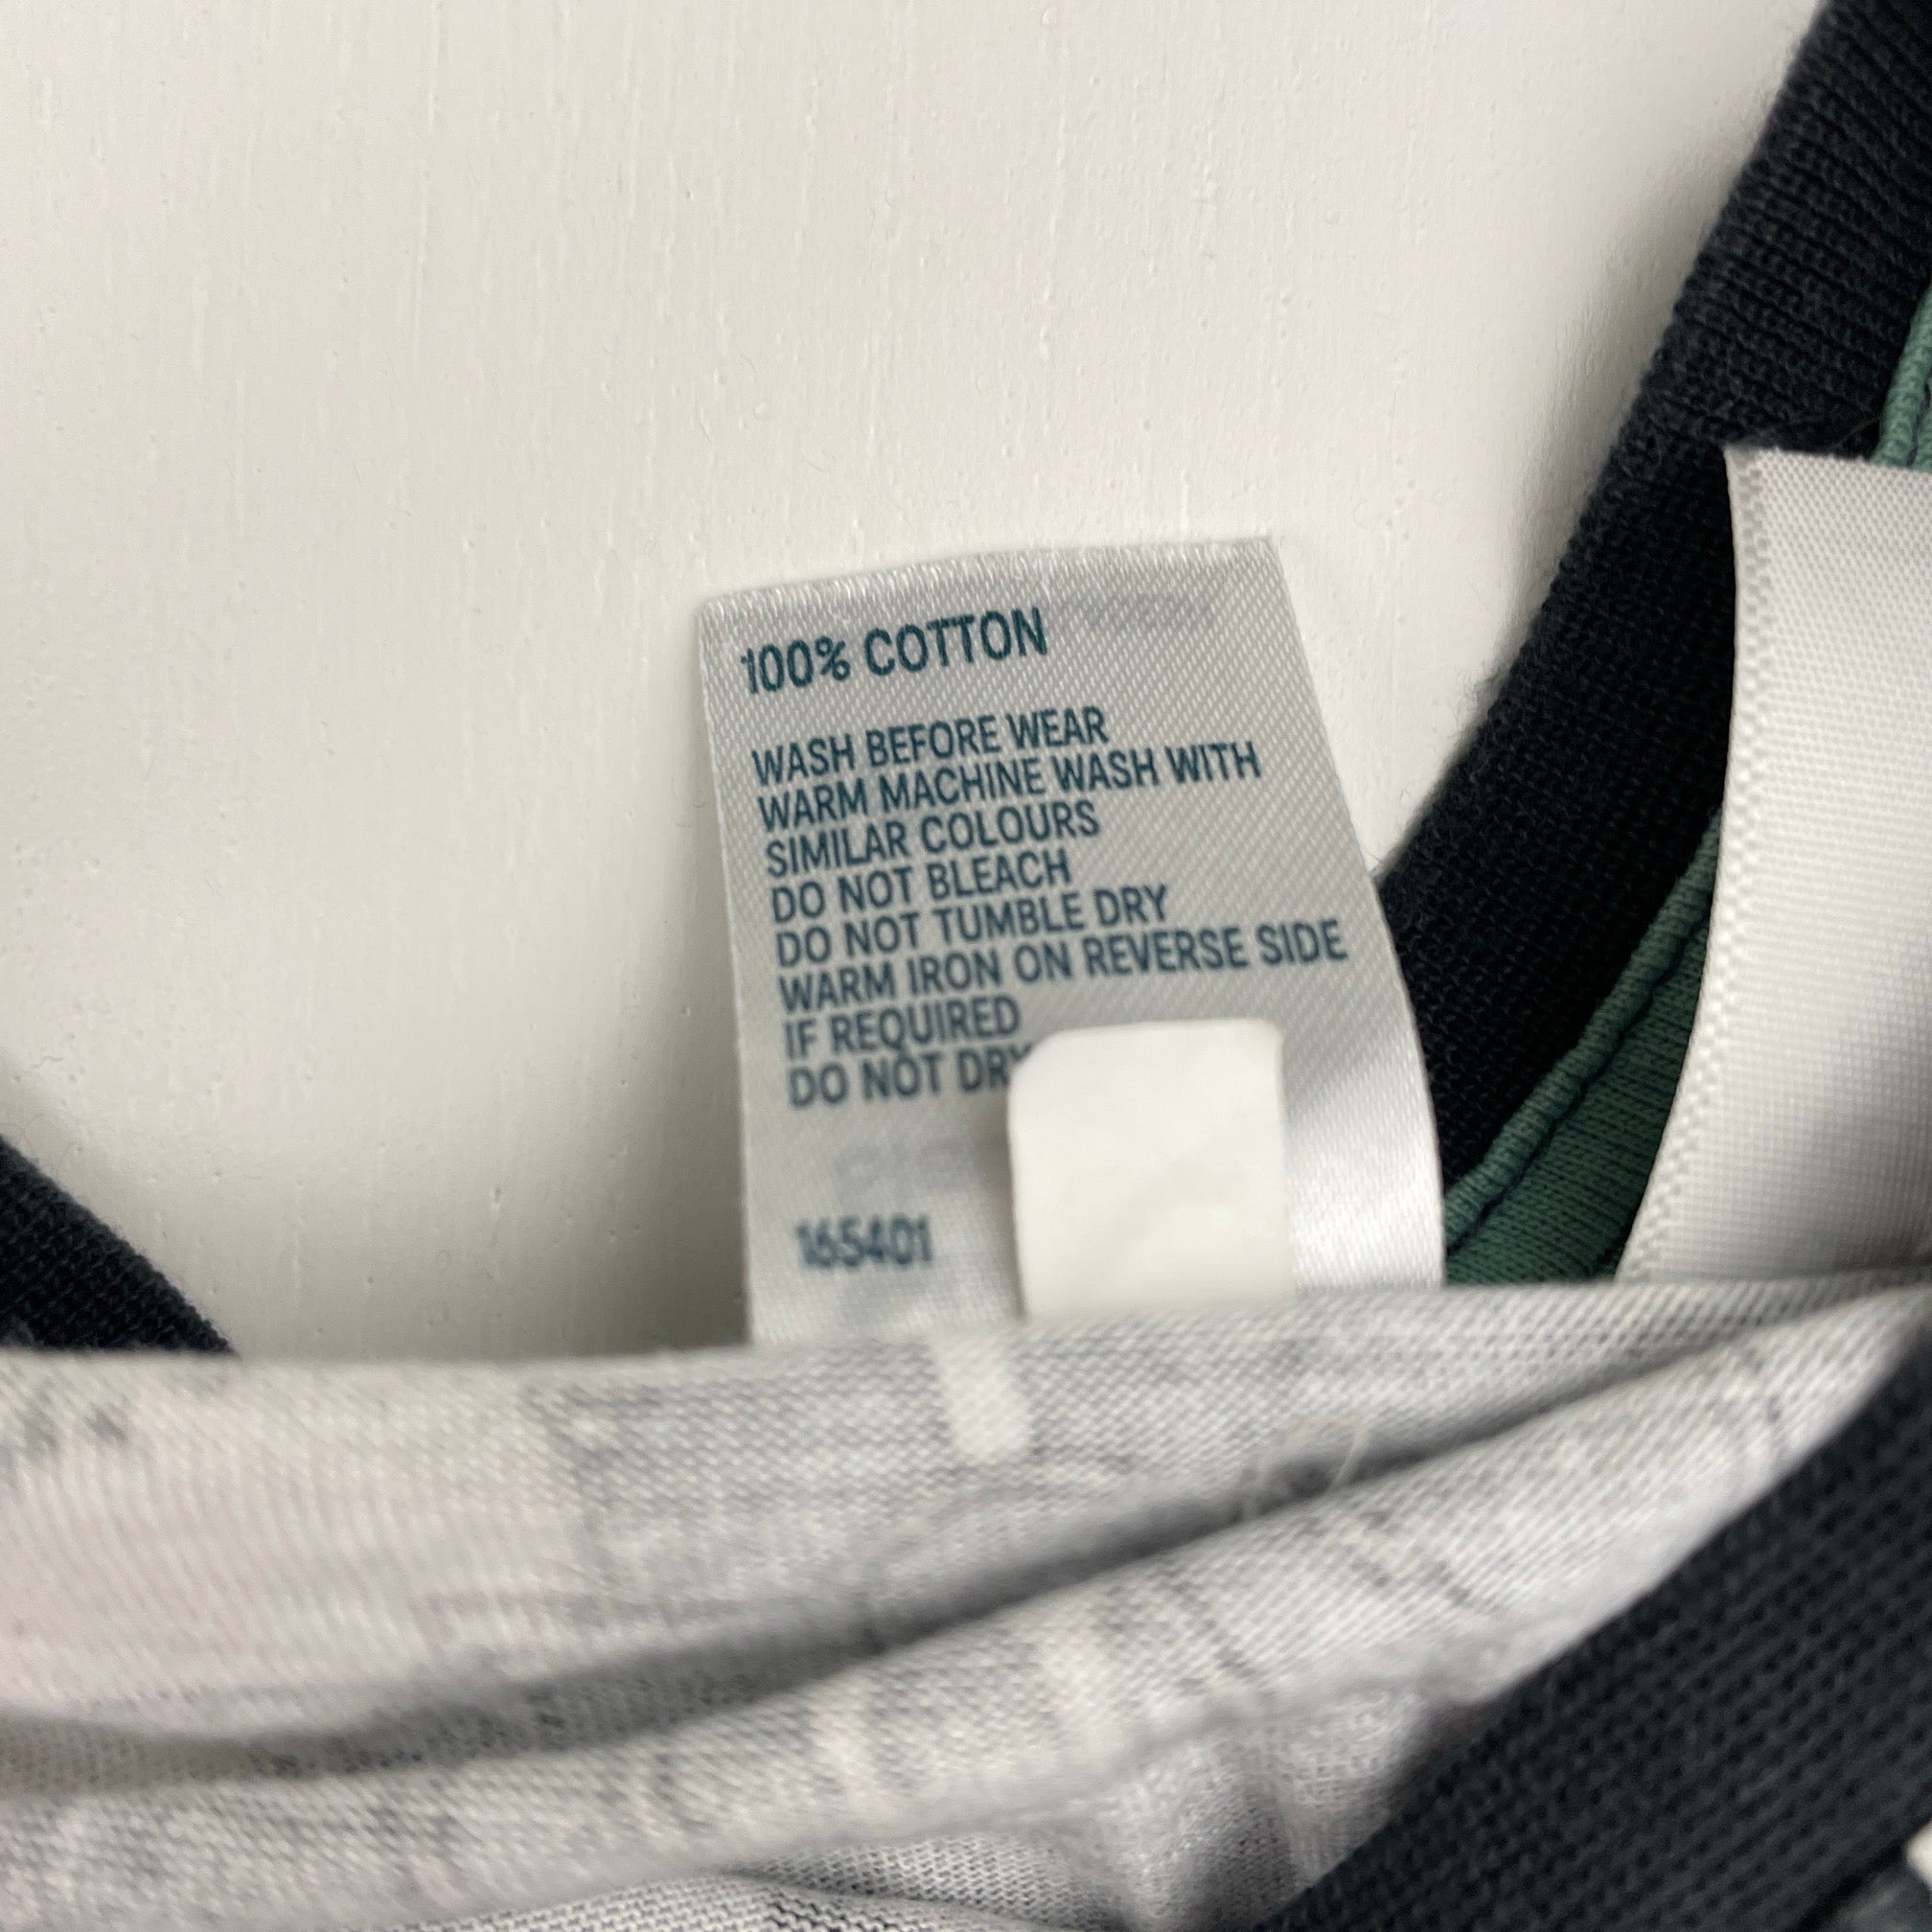 100% COTTON
WASH BEFORE WEAR
WARM MACHINE WASH WITH
SIMILAR COLOURS
DO NOT BLEACH
DO NOT TUMBLE DRY
WARM IRON ON REVERSE SIDE
IF REQUIRED
DO NOT DRY
165401